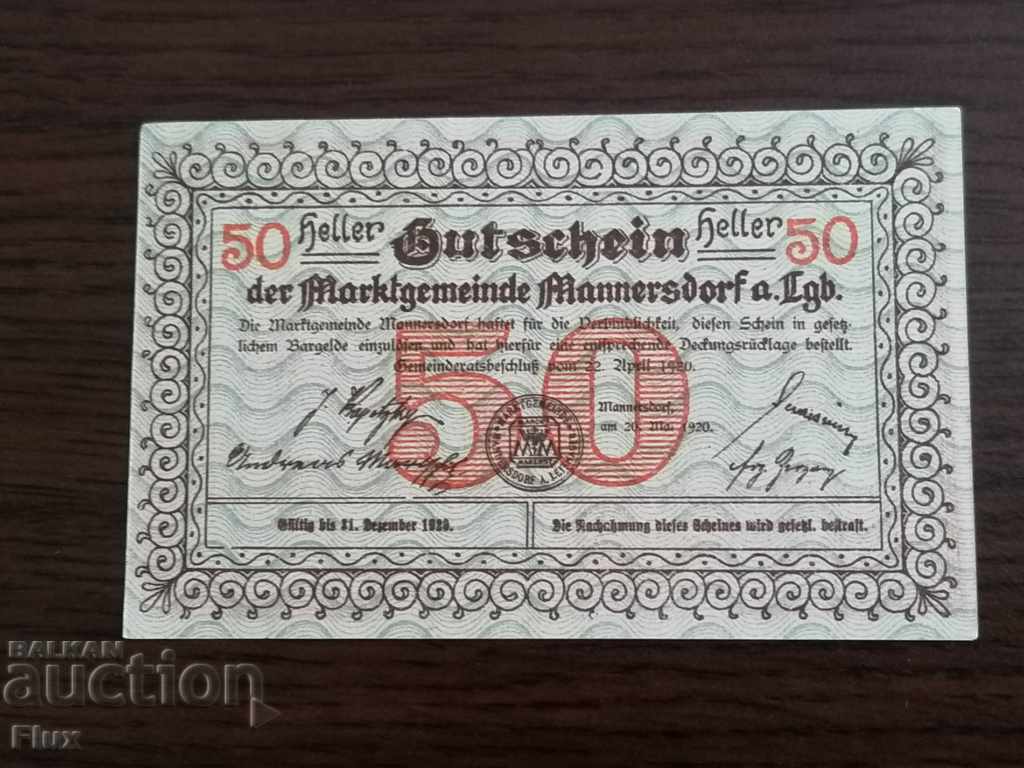 50 Heller Gutschein Heller 50
der Marktgemeinde Mannersdorf a. Lgb.
Die Marktgemeinde Mannersdorf haftet für die Verbindlichkeit, diesen Schein in gesetz-
lichem Bargelde einzulösen und hat hierfür eine entsprechende Deckungsrücklage bestellt.
Gemeinderatsbeschluß vom 22. April 1920.
50
Mannersdorf,
am 20. Mai 1920.
Andreas
MARKTGEMEINDE
Gültig bis 31. Dezember 1920.
Die Nachahmung dieses Scheines wird gesetzl. bestraft.
BALKAN
auction
Flux